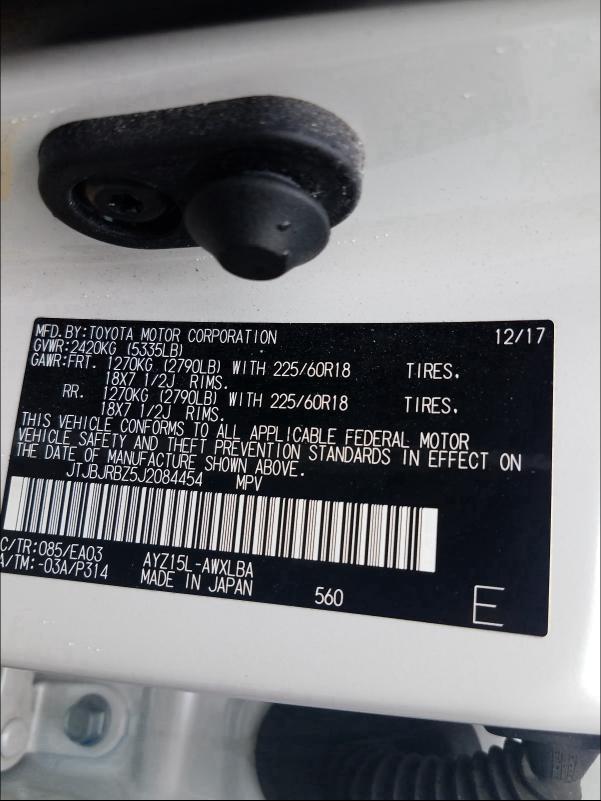 MFD.BY:TOYOTA MOTOR CORPORATION 12/17
GVWR:2420KG (5335LB)
GAWR:FRT. 1270KG (2790LB) WITH 225/60R18 TIRES.
18X7 1/2J RIMS.
RR. 1270KG (2790LB) WITH 225/60R18 TIRES.
18X7 1/2J RIMS.
THIS VEHICLE CONFORMS TO ALL APPLICABLE FEDERAL MOTOR
VEHICLE SAFETY AND THEFT PREVENTION STANDARDS IN EFFECT ON
THE DATE OF MANUFACTURE SHOWN ABOVE.
JTJBJRBZ5J2084454 MPV
C/TR:085/EA03 AYZ15L-AWXLBA
A/TM:-03A/P314 MADE IN JAPAN 560 E